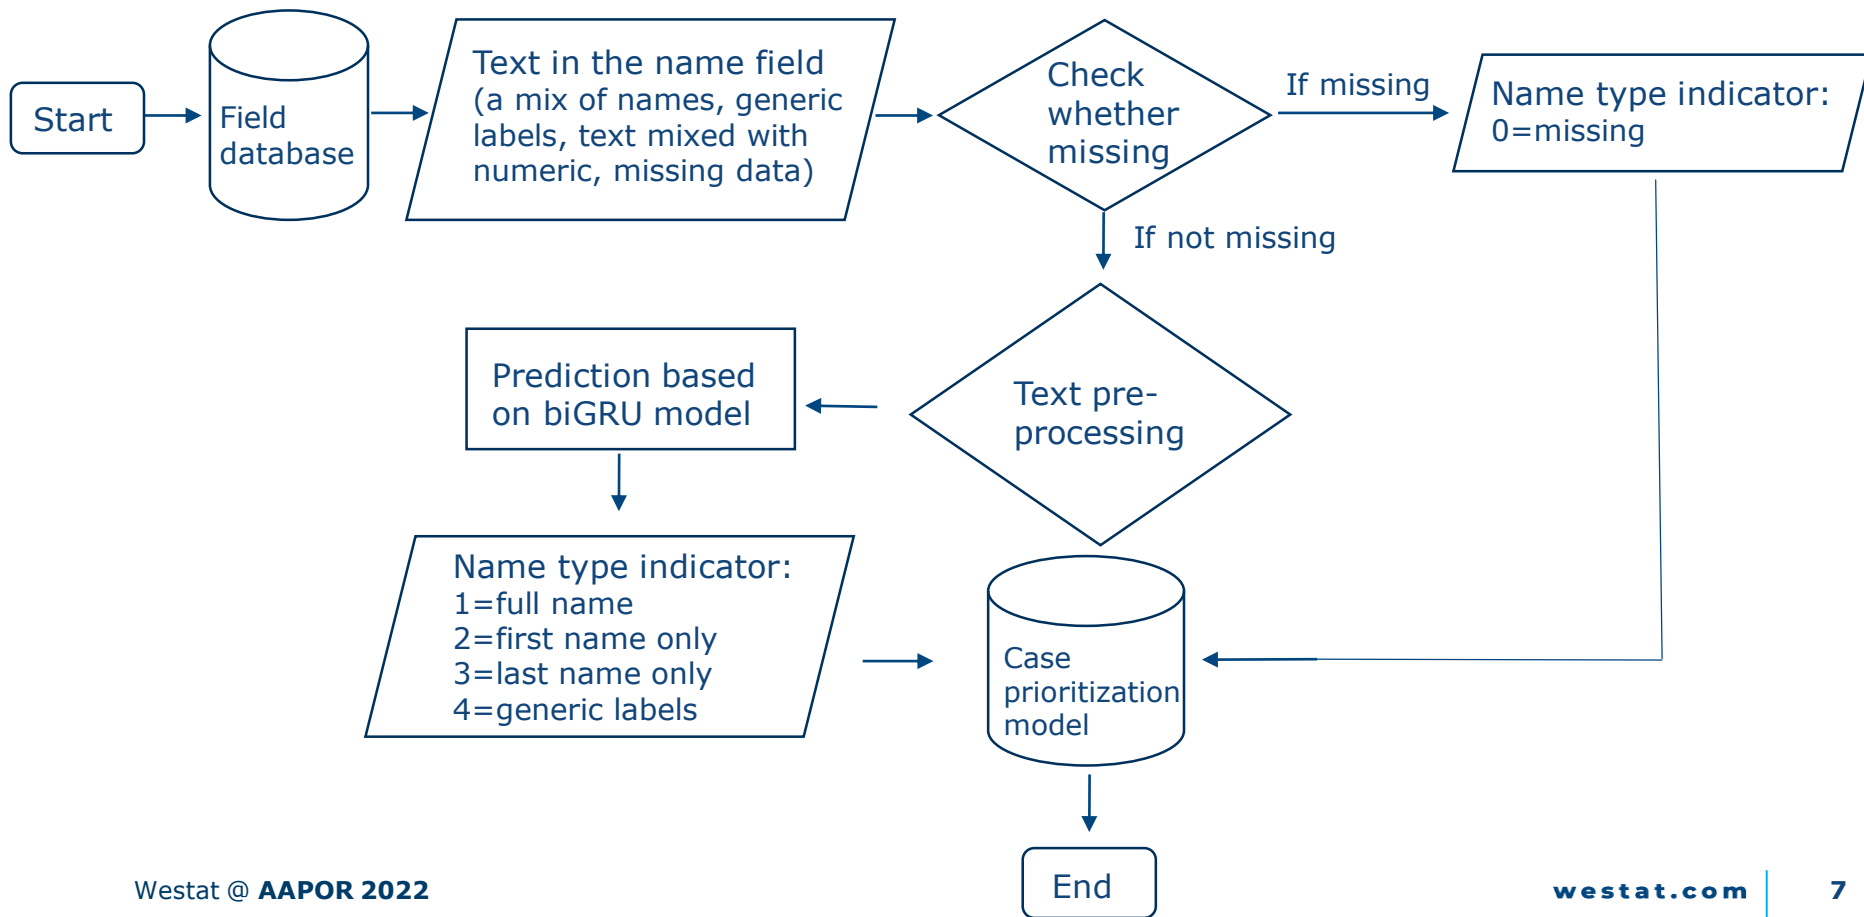 Start
Field
database
Text in the name field
(a mix of names, generic
labels, text mixed with
numeric, missing data)
Check
whether
missing
If missing
Name type indicator:
0=missing
If not missing
Text pre-
processing
Prediction based
on biGRU model
Name type indicator:
1=full name
2=first name only
3=last name only
4=generic labels
Case
prioritization
model
End
Westat @ AAPOR 2022
westat.com
7